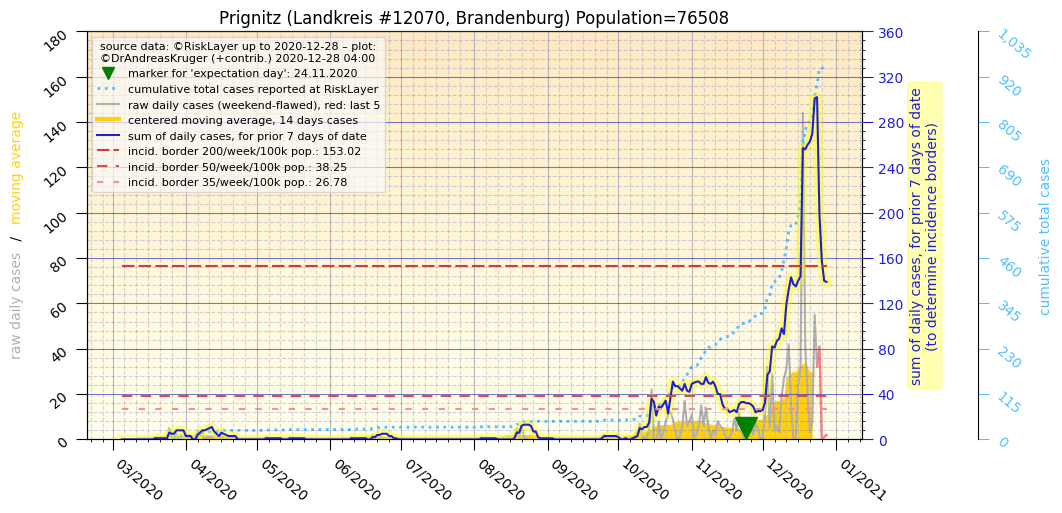 Prignitz (Landkreis #12070, Brandenburg) Population=76508
source data: ©RiskLayer up to 2020-12-28 – plot:
©DrAndreasKruger (+contrib.) 2020-12-28 04:00
marker for 'expectation day': 24.11.2020
cumulative total cases reported at RiskLayer
raw daily cases (weekend-flawed), red: last 5
centered moving average, 14 days cases
sum of daily cases, for prior 7 days of date
incid. border 200/week/100k pop.: 153.02
incid. border 50/week/100k pop.: 38.25
incid. border 35/week/100k pop.: 26.78
raw daily cases / moving average
180
160
140
120
100
80
60
40
20
0
03/2020
04/2020
05/2020
06/2020
07/2020
08/2020
09/2020
10/2020
11/2020
12/2020
01/2021
360
320
280
240
200
160
120
80
40
0
sum of daily cases, for prior 7 days of date
(to determine incidence borders)
1,035
920
805
690
575
460
345
230
115
0
cumulative total cases